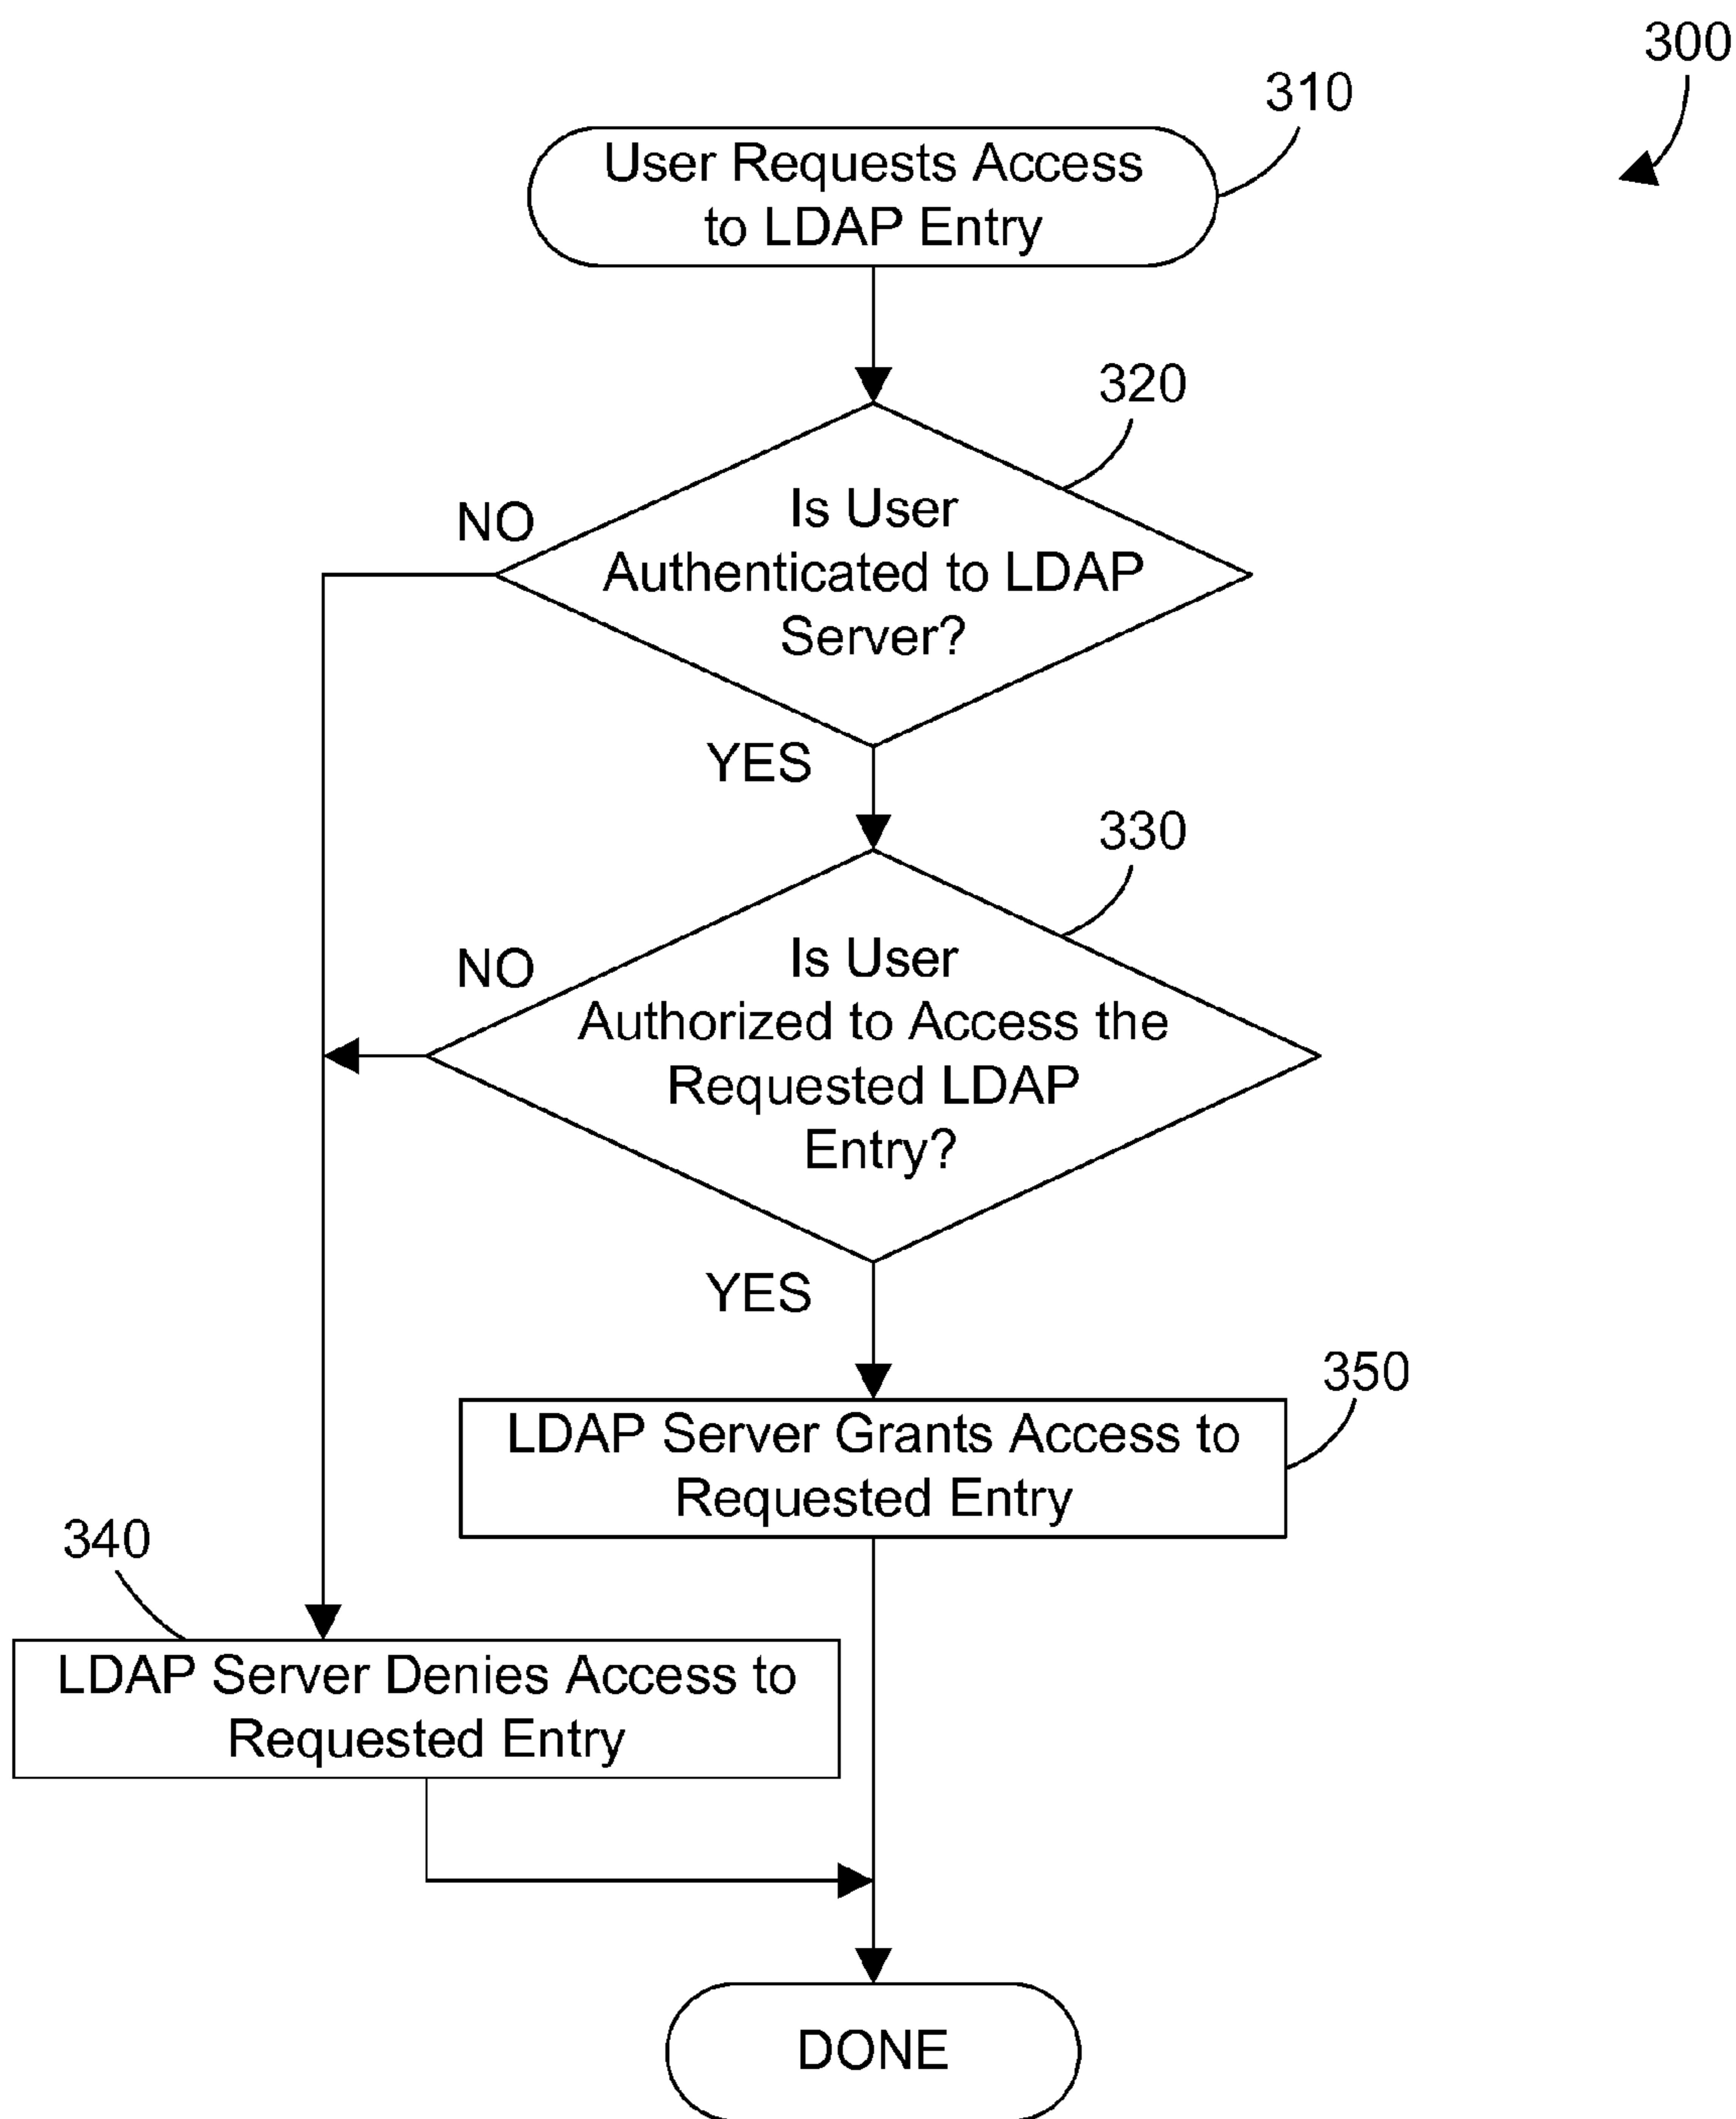 300
310
User Requests Access
to LDAP Entry
320
NO
Is User
Authenticated to LDAP
Server?
YES
330
NO
Is User
Authorized to Access the
Requested LDAP
Entry?
YES
350
LDAP Server Grants Access to
Requested Entry
340
LDAP Server Denies Access to
Requested Entry
DONE